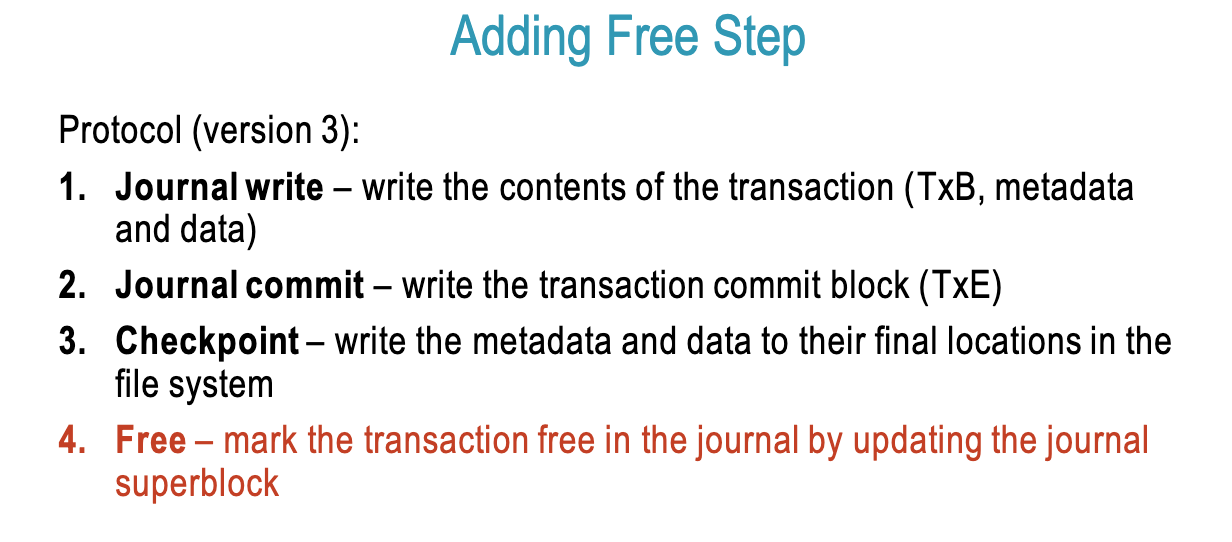 Adding Free Step
Protocol (version 3):
1. Journal write – write the contents of the transaction (TxB, metadata
and data)
2. Journal commit – write the transaction commit block (TxE)
3. Checkpoint – write the metadata and data to their final locations in the
file system
4. Free – mark the transaction free in the journal by updating the journal
superblock